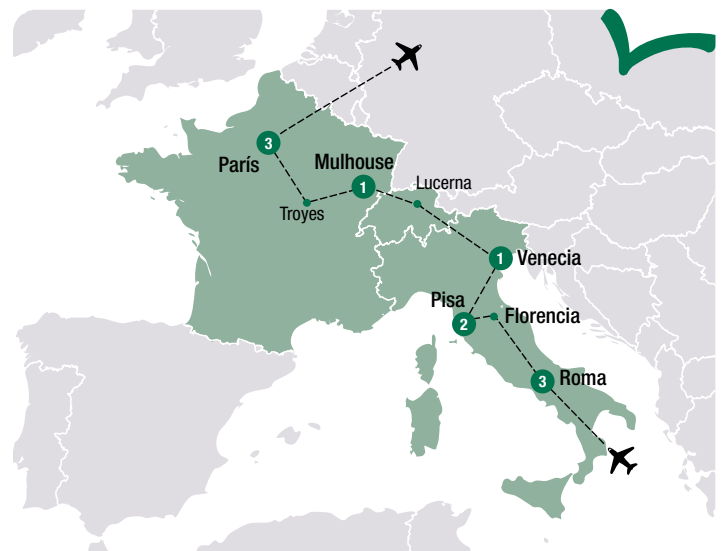 3
París
Mulhouse
1
Lucerna
Troyes
1
Venecia
Pisa
2
Florencia
3
Roma